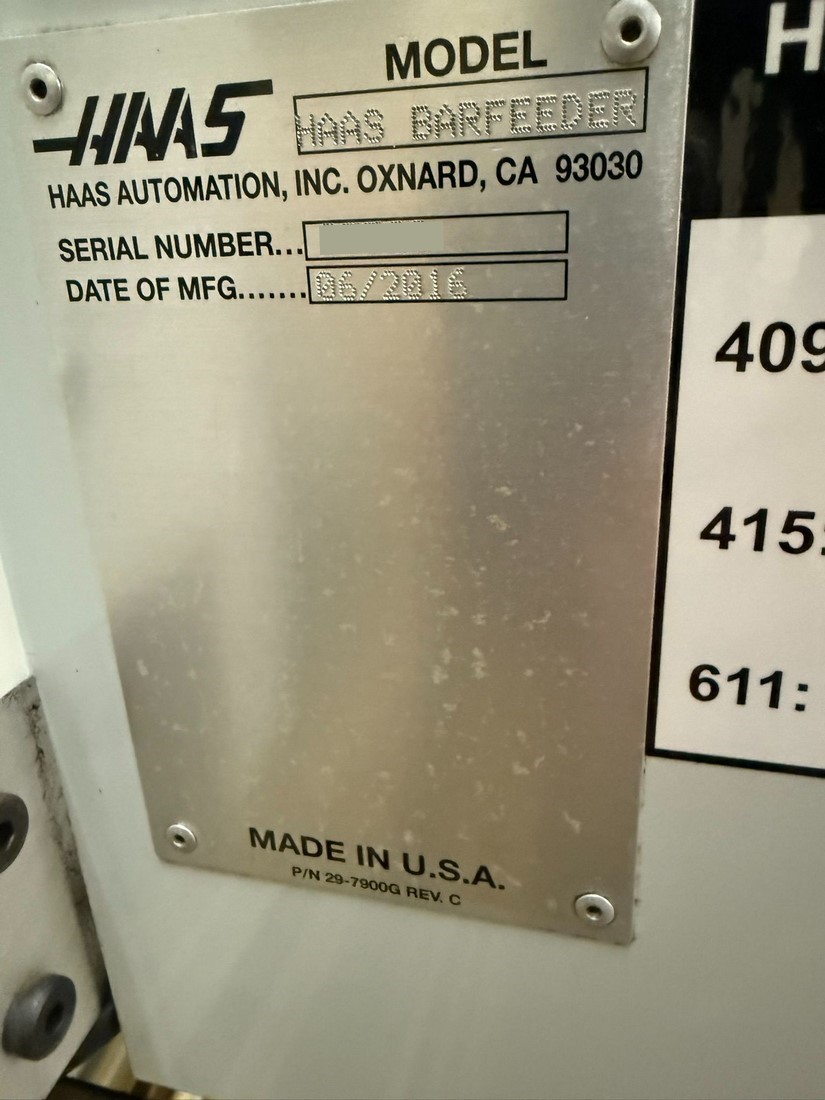 MODEL
HAAS
HAAS BARFEEDER
HAAS AUTOMATION, INC. OXNARD, CA 93030
SERIAL NUMBER...
DATE OF MFG....... 06/2016
MADE IN U.S.A.
P/N 29-7900G REV. C
H
409
415:
611: